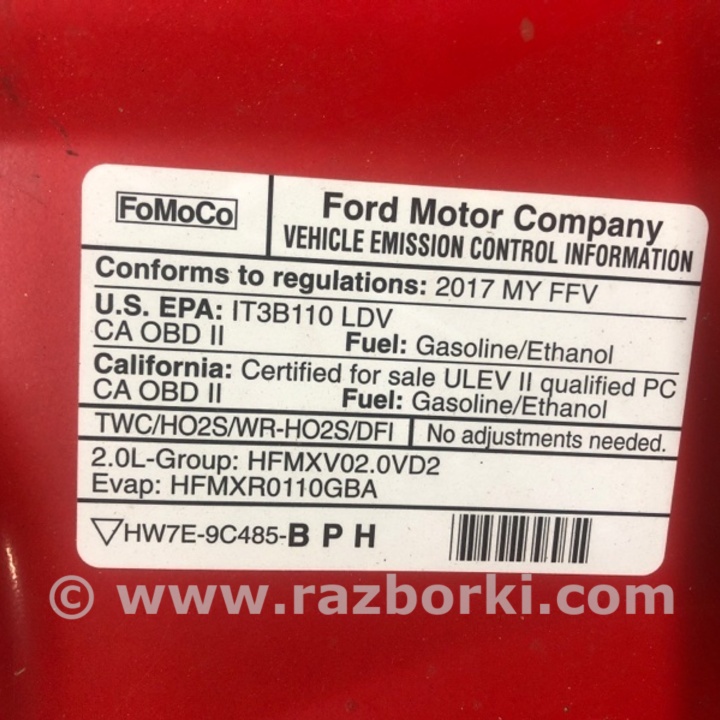 FoMoCo
Ford Motor Company
VEHICLE EMISSION CONTROL INFORMATION
Conforms to regulations: 2017 MY FFV
U.S. EPA: IT3B110 LDV
CA OBD II Fuel: Gasoline/Ethanol
California: Certified for sale ULEV II qualified PC
CA OBD II Fuel: Gasoline/Ethanol
TWC/HO2S/WR-HO2S/DFI No adjustments needed.
2.0L-Group: HFMXV02.0VD2
Evap: HFMXR0110GBA
▽HW7E-9C485-B P H
© www.razborki.com